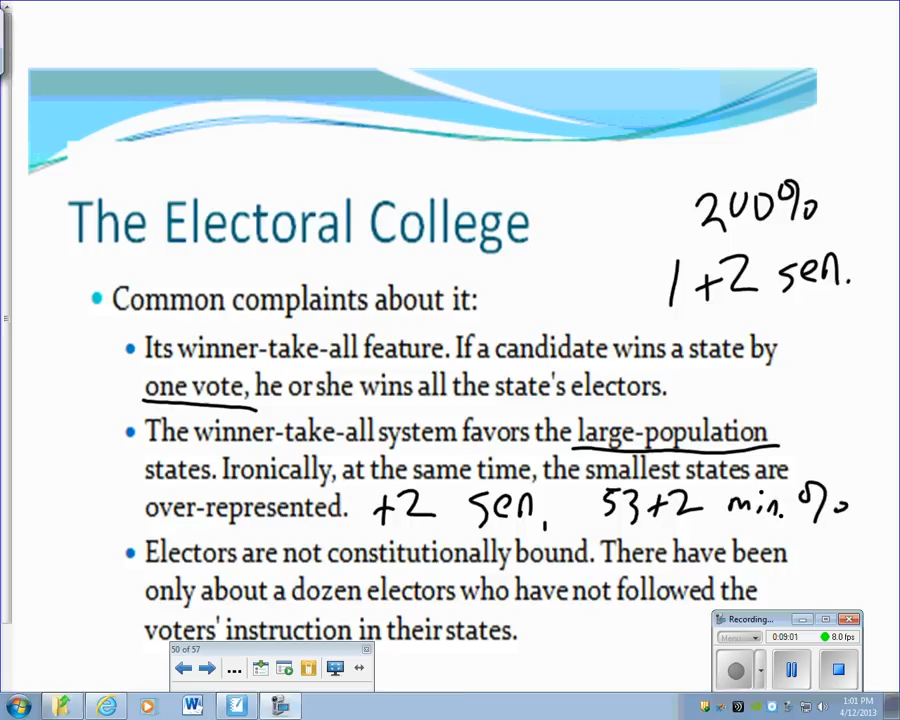 200%
The Electoral College
1 + 2 sen.
• Common complaints about it:
• Its winner-take-all feature. If a candidate wins a state by
one vote, he or she wins all the state's electors.
• The winner-take-all system favors the large-population
states. Ironically, at the same time, the smallest states are
over-represented. +2 sen. 53+2 min. %
• Electors are not constitutionally bound. There have been
only about a dozen electors who have not followed the
voters' instruction in their states.
Recording...
Menu
0:09:01 8.0 fps
50 of 57
1:01 PM
4/12/2013